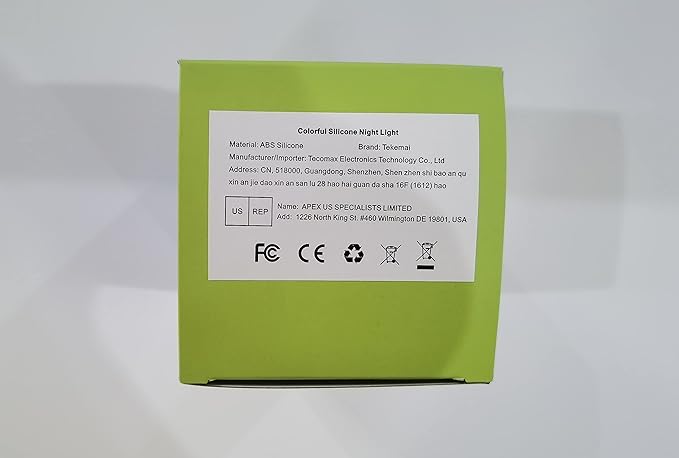 Colorful Silicone Night Light
Material: ABS Silicone Brand: Tekemai
Manufacturer/Importer: Tecomax Electronics Technology Co., Ltd
Address: CN, 518000, Guangdong, Shenzhen, Shen zhen shi bao an qu
xin an jie dao xin an san lu 28 hao hai guan da sha 16F (1612) hao
US REP
Name: APEX US SPECIALISTS LIMITED
Add: 1226 North King St. #460 Wilmington DE 19801, USA
FC CE